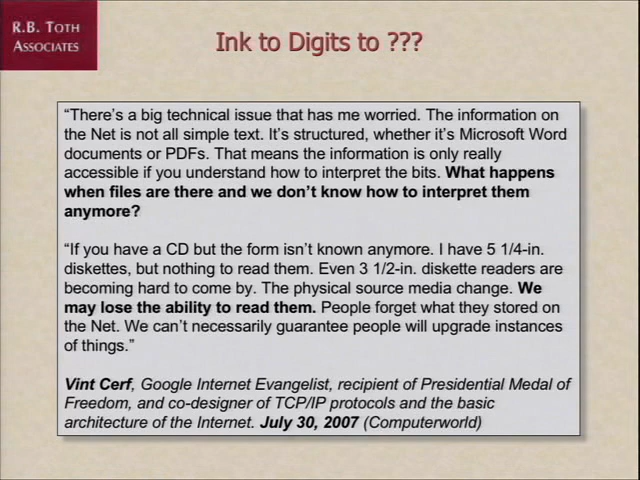 R.B. TOTH
ASSOCIATES
Ink to Digits to ???
“There’s a big technical issue that has me worried. The information on
the Net is not all simple text. It’s structured, whether it’s Microsoft Word
documents or PDFs. That means the information is only really
accessible if you understand how to interpret the bits. What happens
when files are there and we don’t know how to interpret them
anymore?
“If you have a CD but the form isn’t known anymore. I have 5 1/4-in.
diskettes, but nothing to read them. Even 3 1/2-in. diskette readers are
becoming hard to come by. The physical source media change. We
may lose the ability to read them. People forget what they stored on
the Net. We can’t necessarily guarantee people will upgrade instances
of things.”
Vint Cerf, Google Internet Evangelist, recipient of Presidential Medal of
Freedom, and co-designer of TCP/IP protocols and the basic
architecture of the Internet. July 30, 2007 (Computerworld)